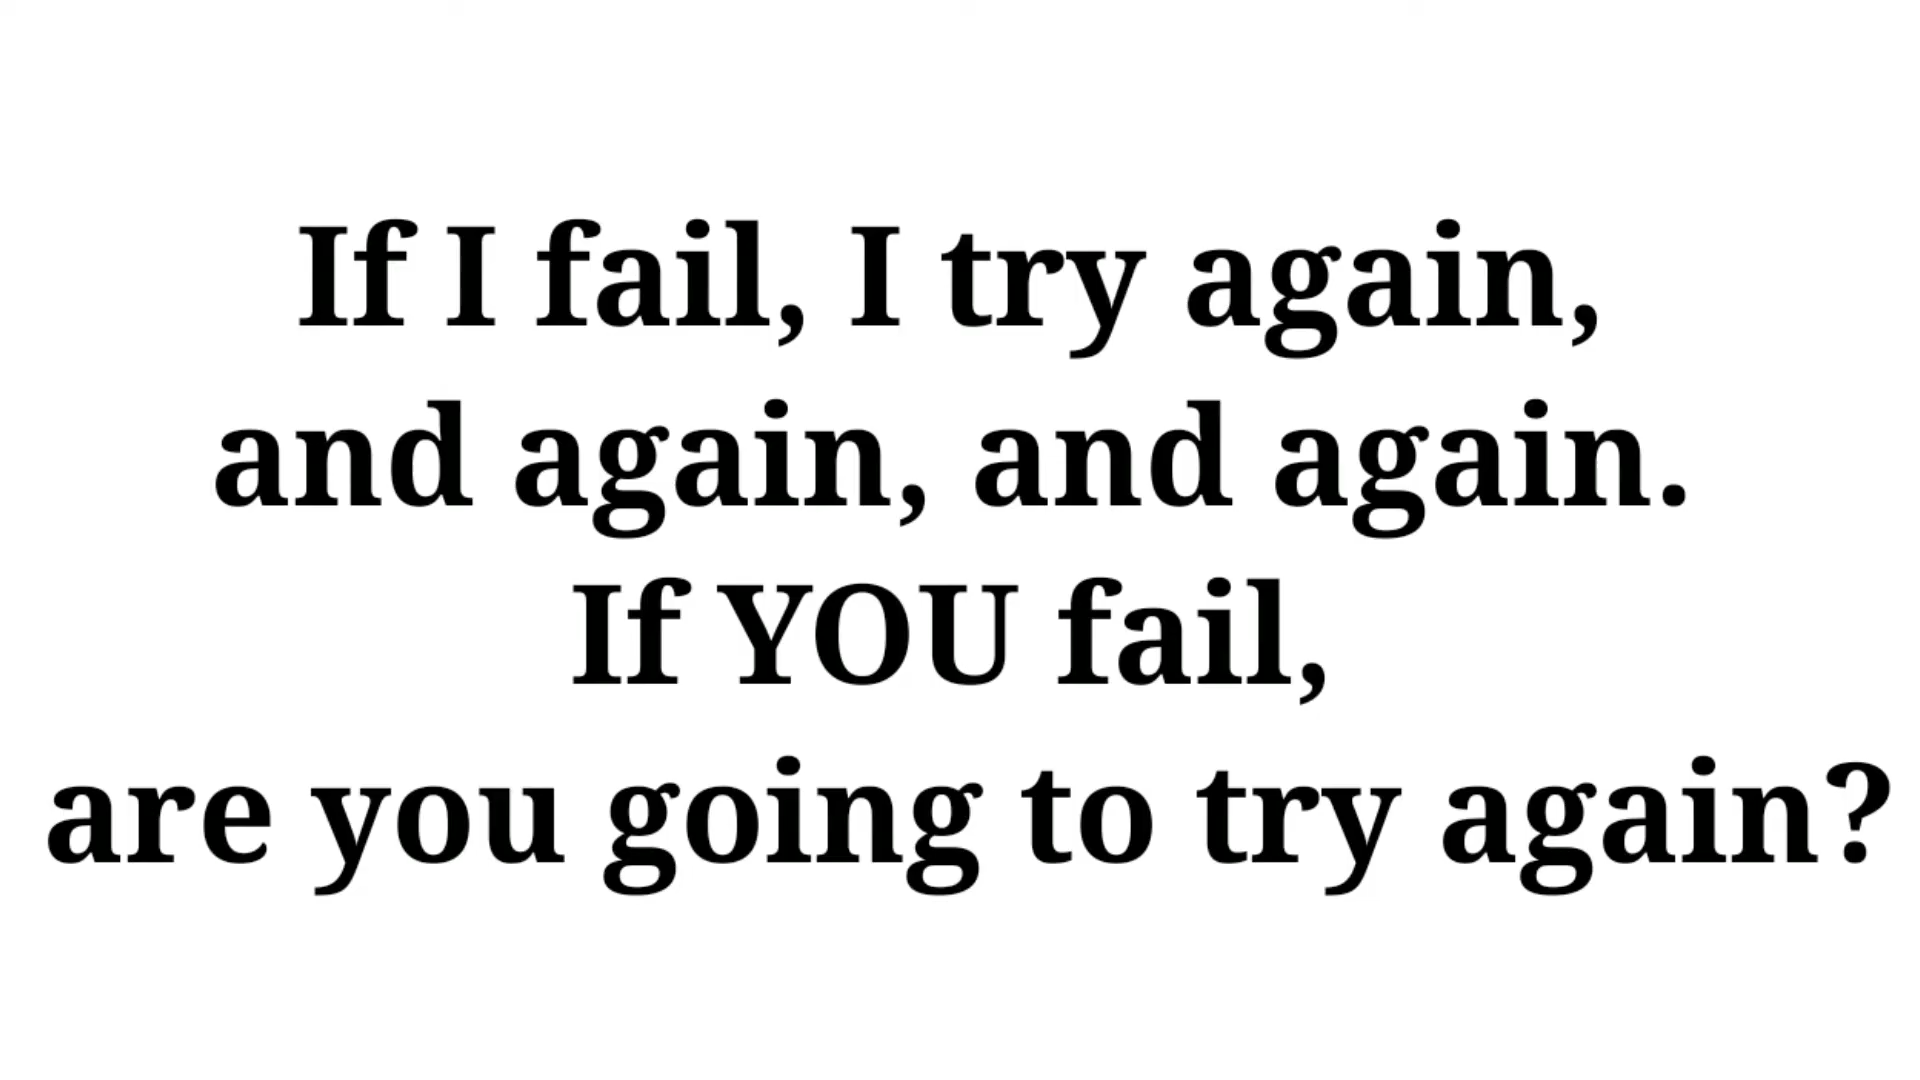 If I fail, I try again,
and again, and again.
If YOU fail,
are you going to try again?